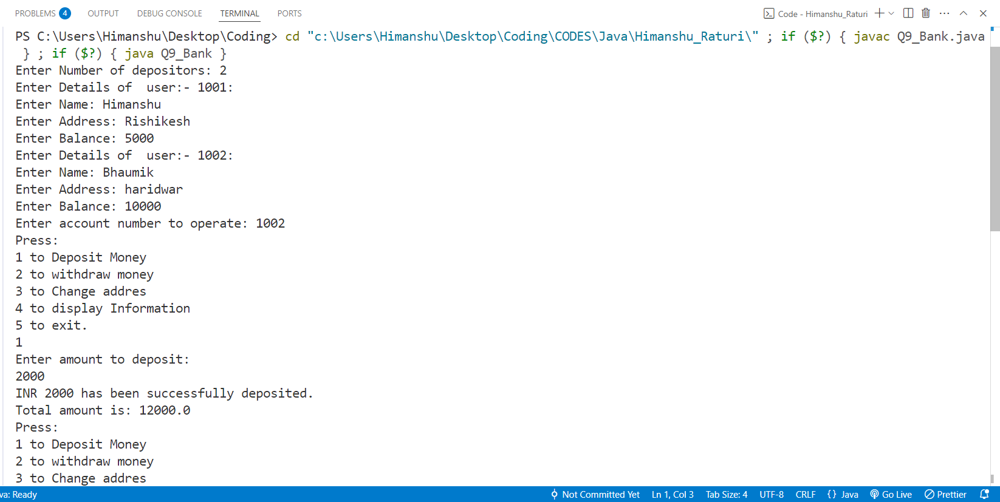 PROBLEMS 4 OUTPUT DEBUG CONSOLE TERMINAL PORTS Code - Himanshu_Raturi
PS C:\Users\Himanshu\Desktop\Coding> cd "c:\Users\Himanshu\Desktop\Coding\CODES\Java\Himanshu_Raturi\" ; if ($?) { javac Q9_Bank.java
} ; if ($?) { java Q9_Bank }
Enter Number of depositors: 2
Enter Details of  user:- 1001:
Enter Name: Himanshu
Enter Address: Rishikesh
Enter Balance: 5000
Enter Details of  user:- 1002:
Enter Name: Bhaumik
Enter Address: haridwar
Enter Balance: 10000
Enter account number to operate: 1002
Press:
1 to Deposit Money
2 to withdraw money
3 to Change addres
4 to display Information
5 to exit.
1
Enter amount to deposit:
2000
INR 2000 has been successfully deposited.
Total amount is: 12000.0
Press:
1 to Deposit Money
2 to withdraw money
3 to Change addres
va: Ready Not Committed Yet Ln 1, Col 3 Tab Size: 4 UTF-8 CRLF {} Java Go Live Prettier